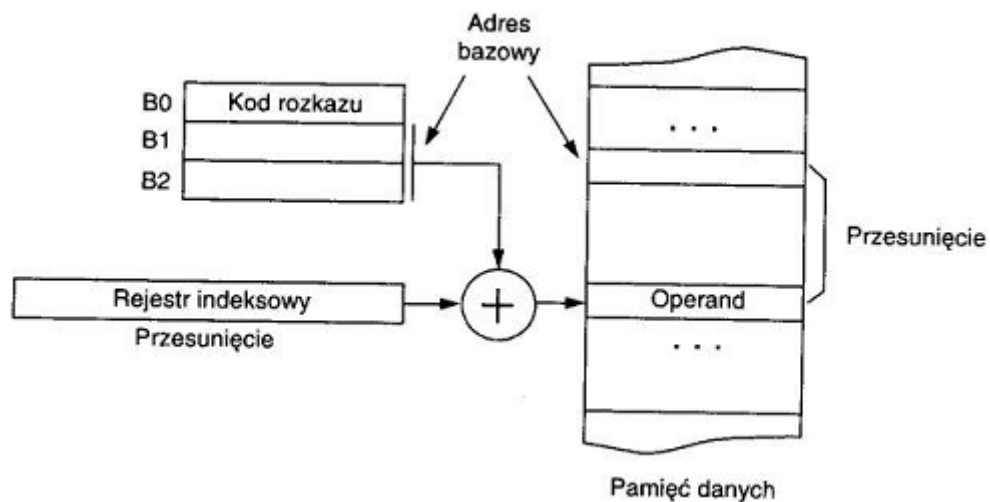 Adres
bazowy
B0
Kod rozkazu
B1
B2
. . .
Przesunięcie
Rejestr indeksowy
Przesunięcie
+
Operand
. . .
Pamięć danych